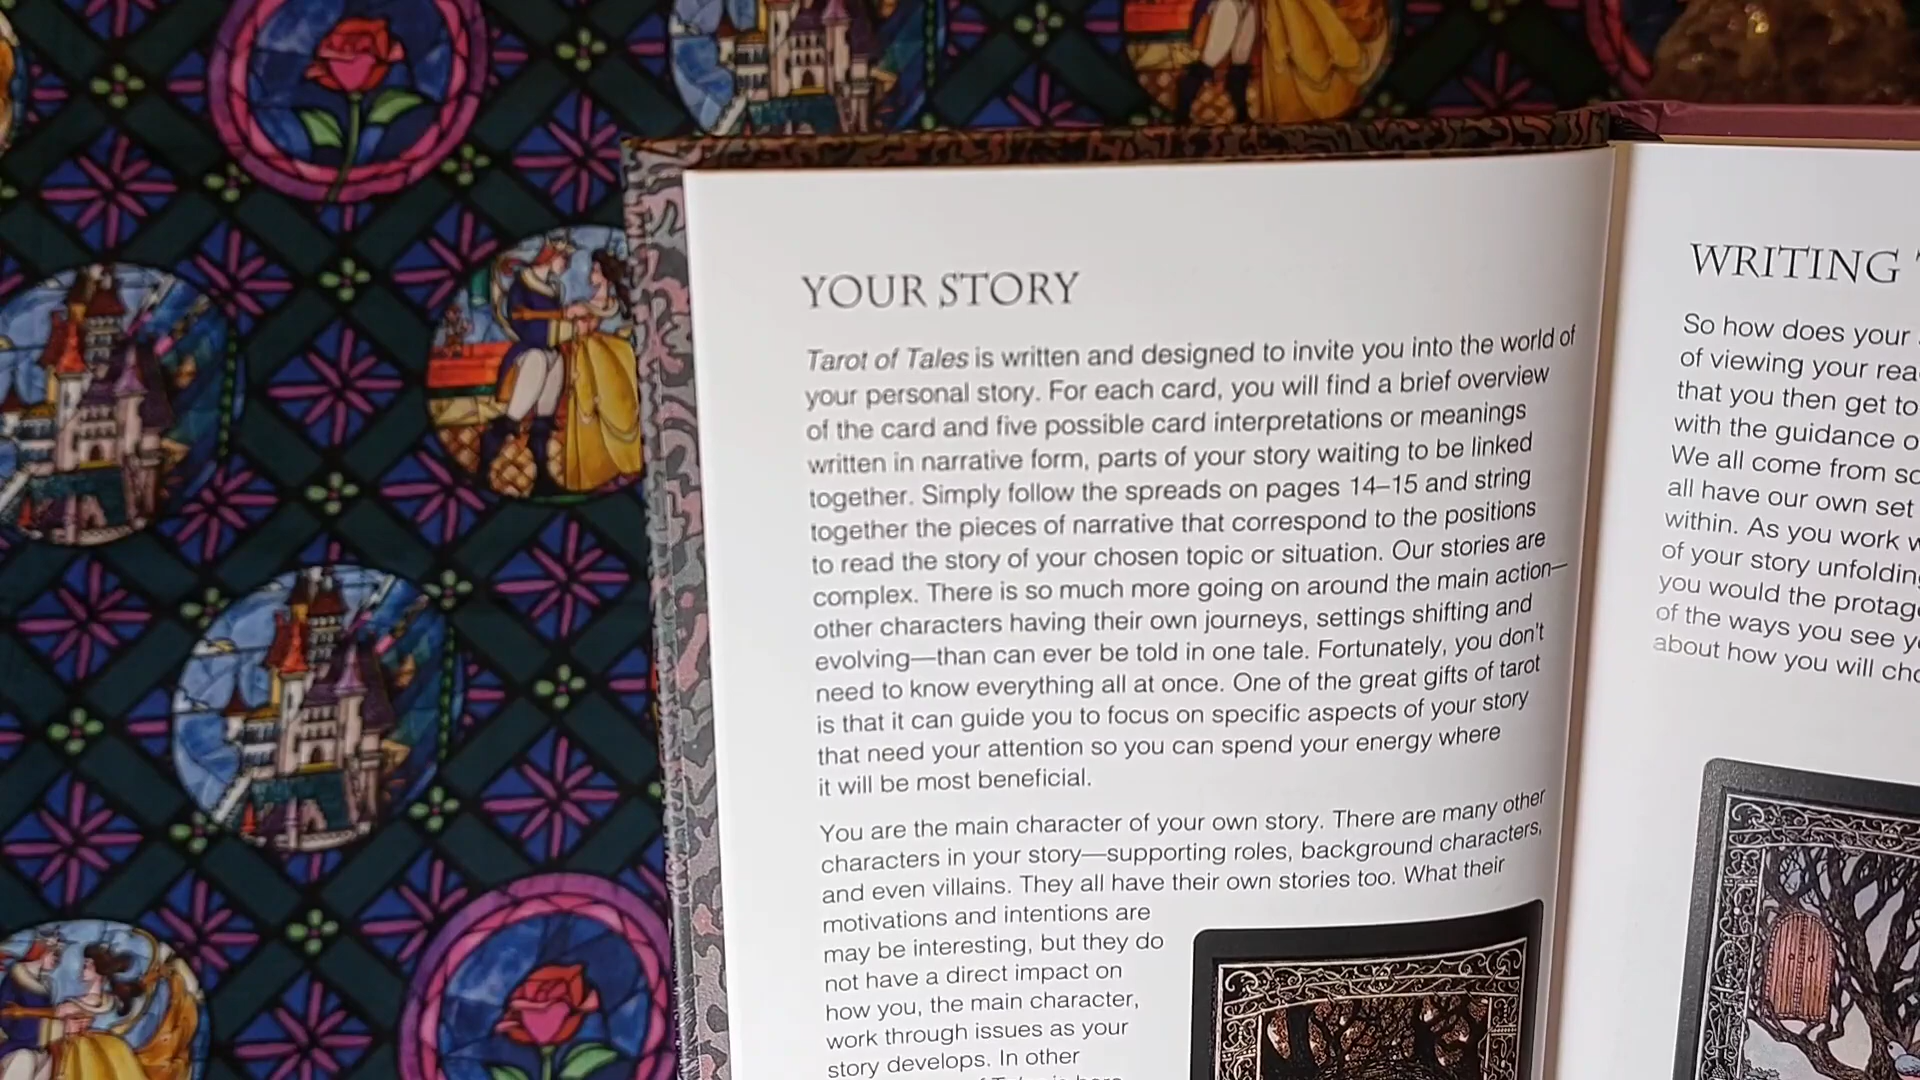 YOUR STORY
Tarot of Tales is written and designed to invite you into the world of
your personal story. For each card, you will find a brief overview
of the card and five possible card interpretations or meanings
written in narrative form, parts of your story waiting to be linked
together. Simply follow the spreads on pages 14–15 and string
together the pieces of narrative that correspond to the positions
to read the story of your chosen topic or situation. Our stories are
complex. There is so much more going on around the main action—
other characters having their own journeys, settings shifting and
evolving—than can ever be told in one tale. Fortunately, you don't
need to know everything all at once. One of the great gifts of tarot
is that it can guide you to focus on specific aspects of your story
that need your attention so you can spend your energy where
it will be most beneficial.
You are the main character of your own story. There are many other
characters in your story—supporting roles, background characters,
and even villains. They all have their own stories too. What their
motivations and intentions are
may be interesting, but they do
not have a direct impact on
how you, the main character,
work through issues as your
story develops. In other
WRITING
So how does your
of viewing your
that you then get to
with the guidance
We all come from
all have our own set
within. As you work
of your story
you would the
of the ways you see
about how you will